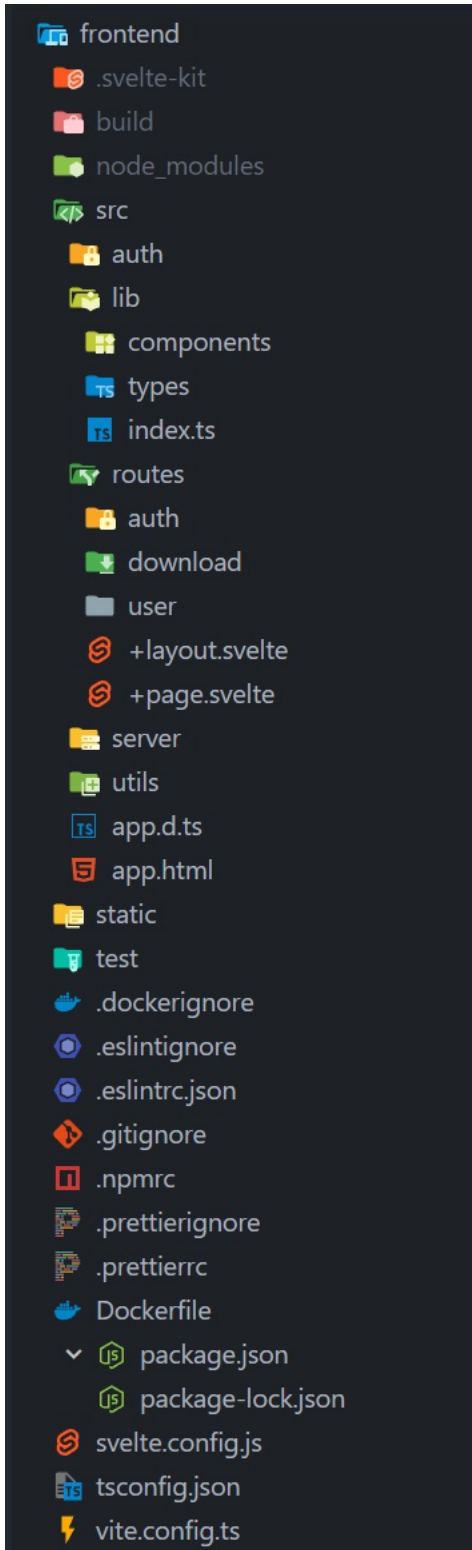 frontend
.svelte-kit
build
node_modules
src
auth
lib
components
types
index.ts
routes
auth
download
user
+layout.svelte
+page.svelte
server
utils
app.d.ts
app.html
static
test
.dockerignore
.eslintignore
.eslintrc.json
.gitignore
.npmrc
.prettierignore
.prettierrc
Dockerfile
package.json
package-lock.json
svelte.config.js
tsconfig.json
vite.config.ts